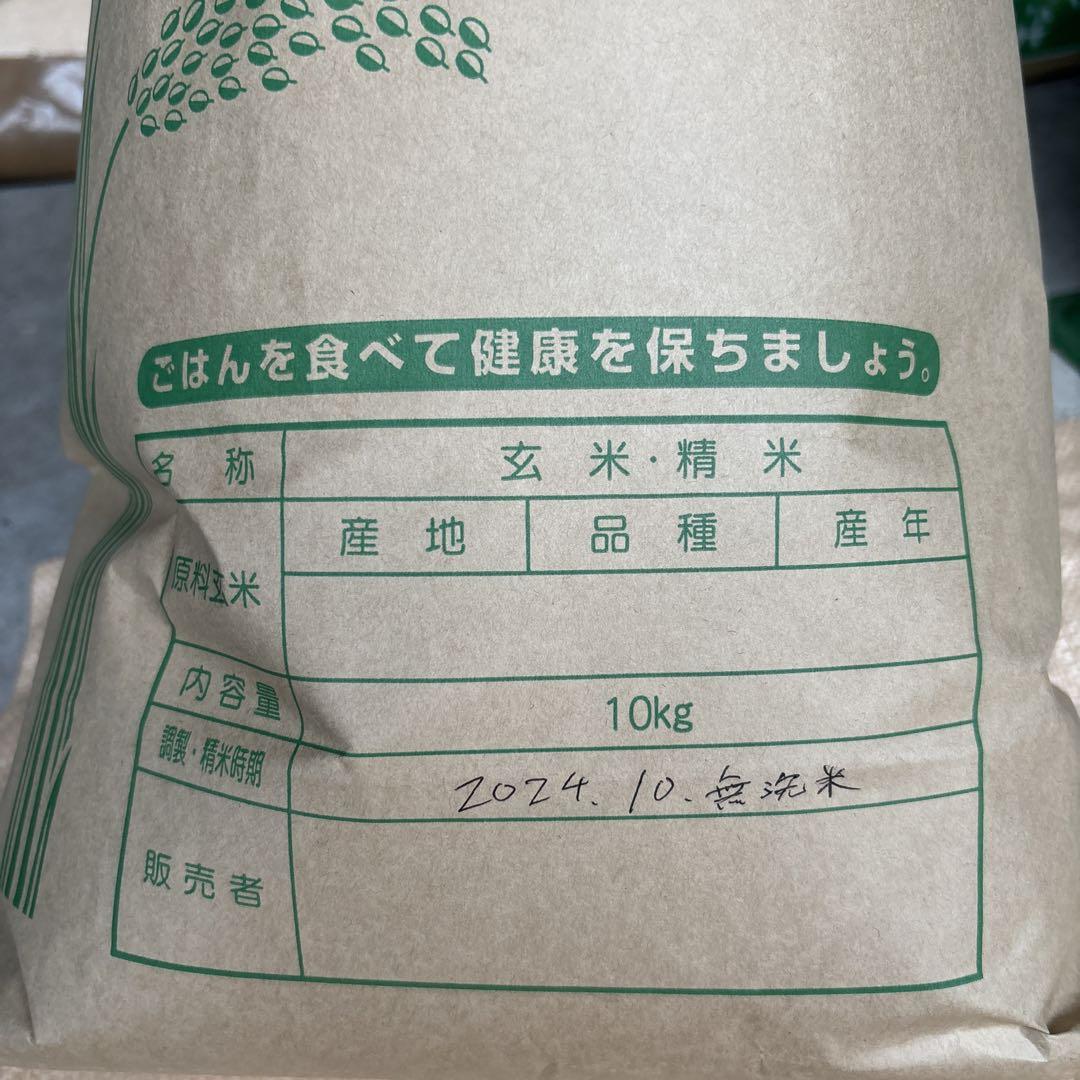 ごはんを食べて健康を保ちましょう。
名称 玄米・精米
原料玄米 産地 品種 産年
内容量 10kg
調製・精米時期 2024.10.無洗米
販売者